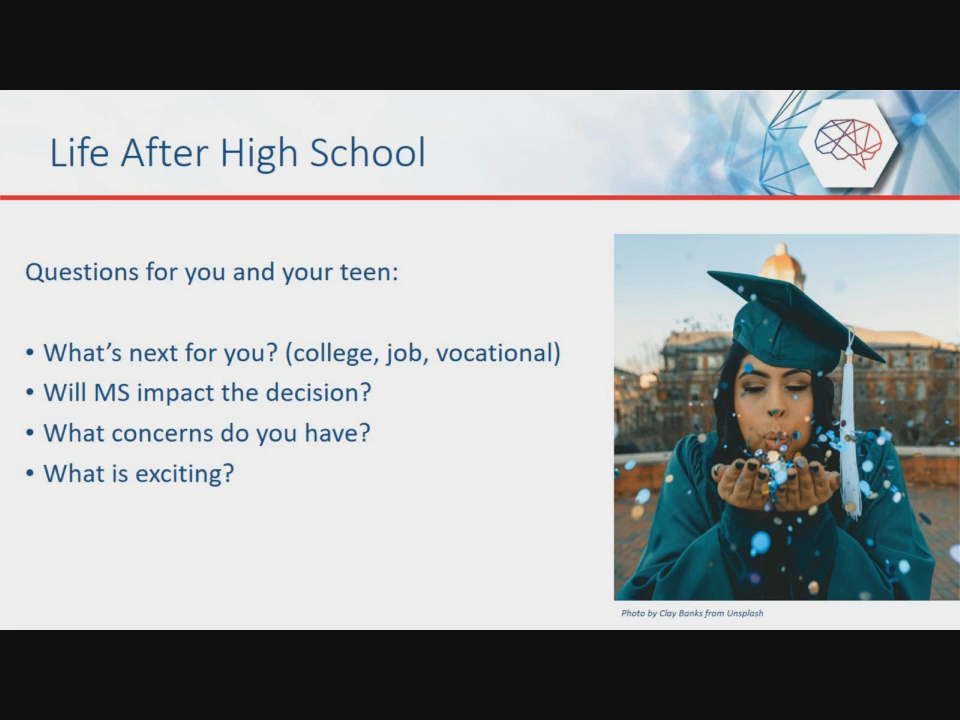 Life After High School
Questions for you and your teen:
• What's next for you? (college, job, vocational)
• Will MS impact the decision?
• What concerns do you have?
• What is exciting?
Photo by Clay Banks from Unsplash